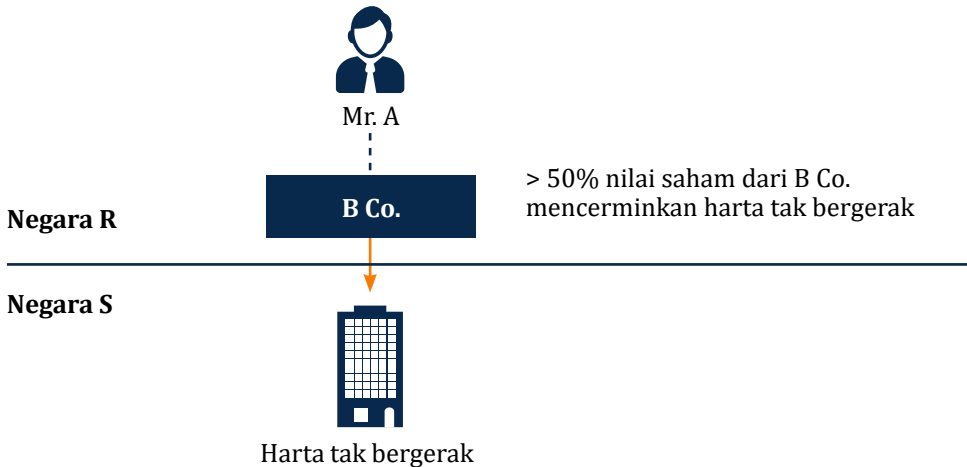 Mr. A
B Co.
> 50% nilai saham dari B Co.
mencerminkan harta tak bergerak
Negara R
Negara S
Harta tak bergerak